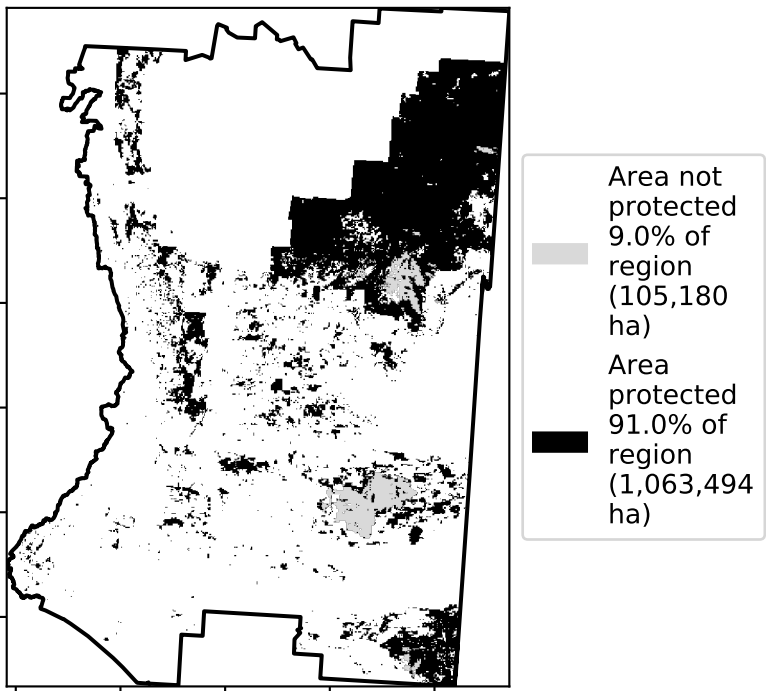 Area not
protected
9.0% of
region
(105,180
ha)
Area
protected
91.0% of
region
(1,063,494
ha)